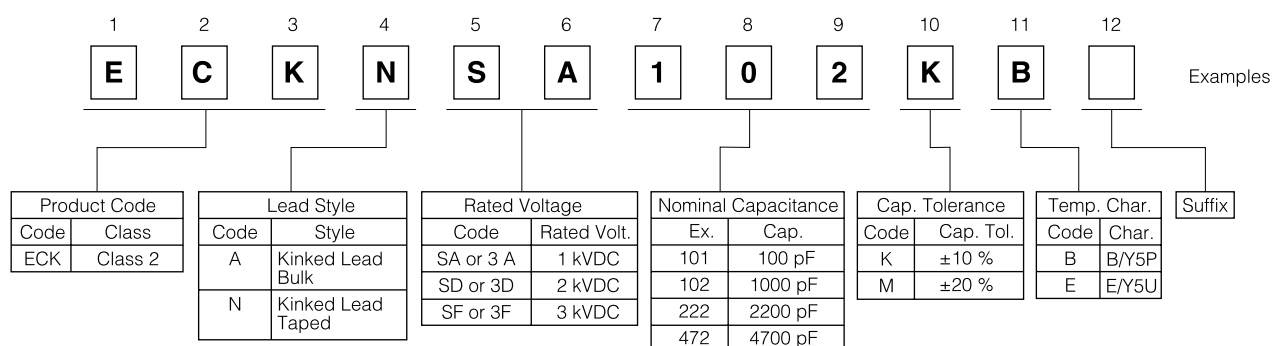 1 2 3 4 5 6 7 8 9 10 11 12
E C K N S A 1 0 2 K B
Examples
Product Code
Code Class
ECK Class 2
Lead Style
Code Style
A Kinked Lead
Bulk
N Kinked Lead
Taped
Rated Voltage
Code Rated Volt.
SA or 3 A 1 kVDC
SD or 3D 2 kVDC
SF or 3F 3 kVDC
Nominal Capacitance
Ex. Cap.
101 100 pF
102 1000 pF
222 2200 pF
472 4700 pF
Cap. Tolerance
Code Cap. Tol.
K ±10 %
M ±20 %
Temp. Char.
Code Char.
B B/Y5P
E E/Y5U
Suffix